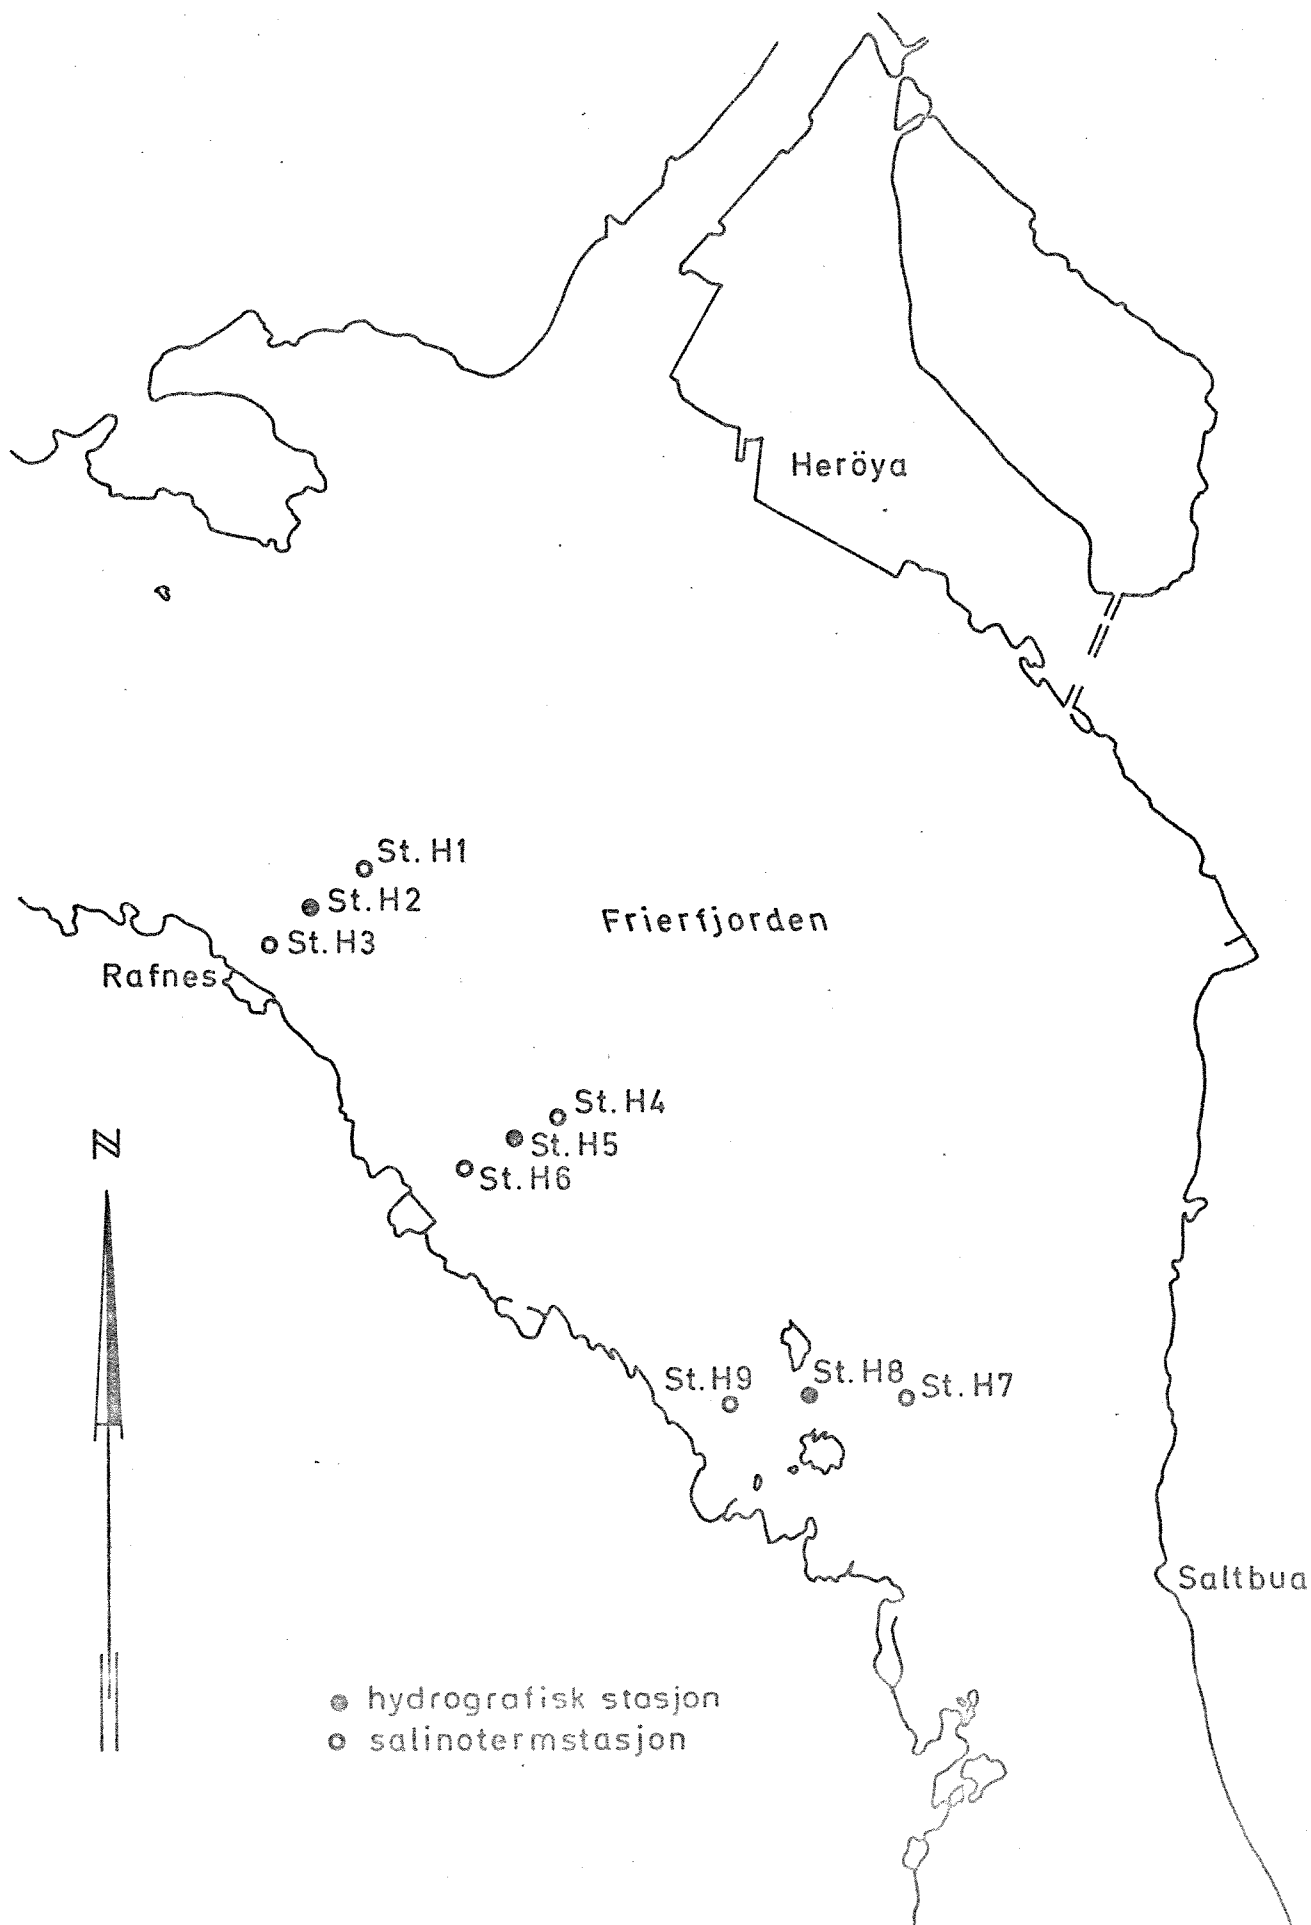 Heröya
St. H1
St. H2
Frierfjorden
St. H3
Rafnes
St. H4
N
St. H5
St. H6
St. H9
St. H8
St. H7
Saltbua
hydrografisk stasjon
salinotermstasjon